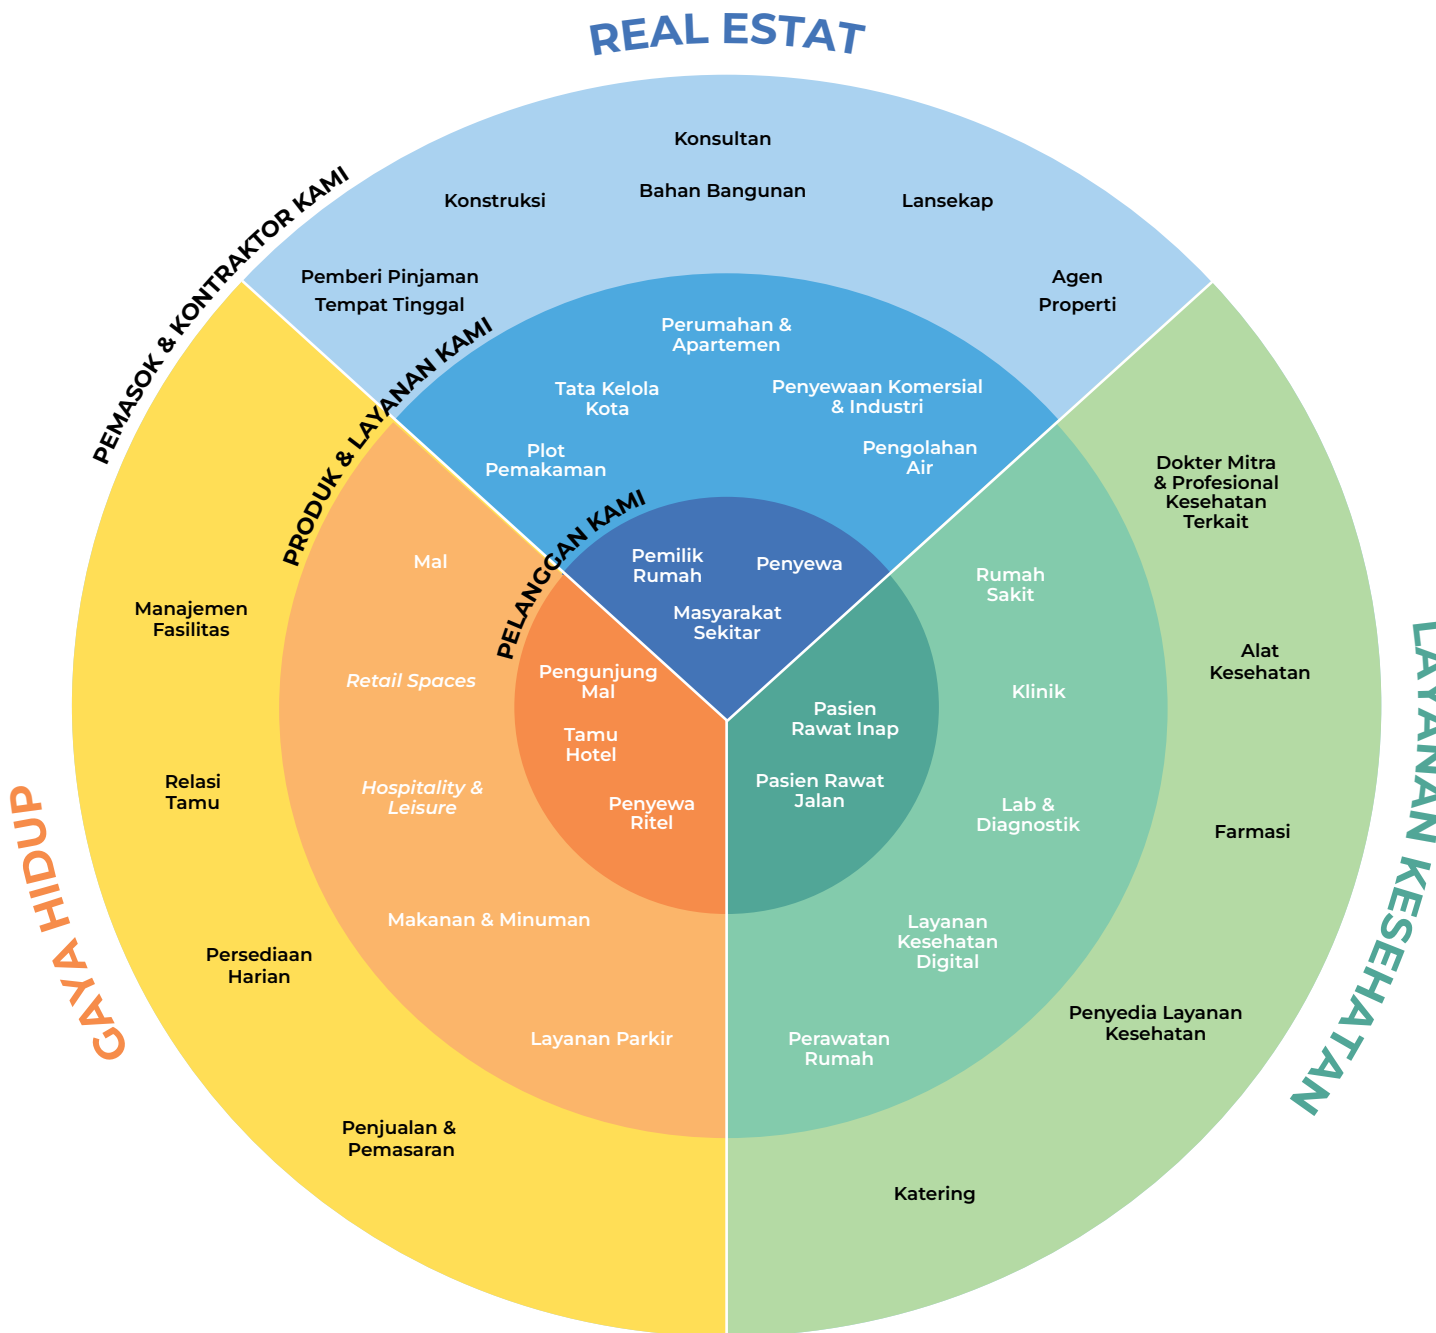 REAL ESTAT
PEMASOK & KONTRAKTOR KAMI
Konsultan
Bahan Bangunan
Konstruksi
Lansekap
Pemberi Pinjaman
Tempat Tinggal
Agen
Properti
PRODUK & LAYANAN KAMI
Perumahan &
Apartemen
Tata Kelola
Kota
Penyewaan Komersial
& Industri
Plot
Pemakaman
Pengolahan
Air
PELANGGAN KAMI
Pemilik
Rumah
Penyewa
Masyarakat
Sekitar
GAYA HIDUP
Manajemen
Fasilitas
Relasi
Tamu
Persediaan
Harian
Penjualan &
Pemasaran
Mal
Retail Spaces
Hospitality &
Leisure
Makanan & Minuman
Layanan Parkir
Pengunjung
Mal
Tamu
Hotel
Penyewa
Ritel
LAYANAN KESEHATAN
Pasien
Rawat Inap
Pasien Rawat
Jalan
Rumah
Sakit
Klinik
Lab &
Diagnostik
Layanan
Kesehatan
Digital
Perawatan
Rumah
Dokter Mitra
& Profesional
Kesehatan
Terkait
Alat
Kesehatan
Farmasi
Penyedia Layanan
Kesehatan
Katering